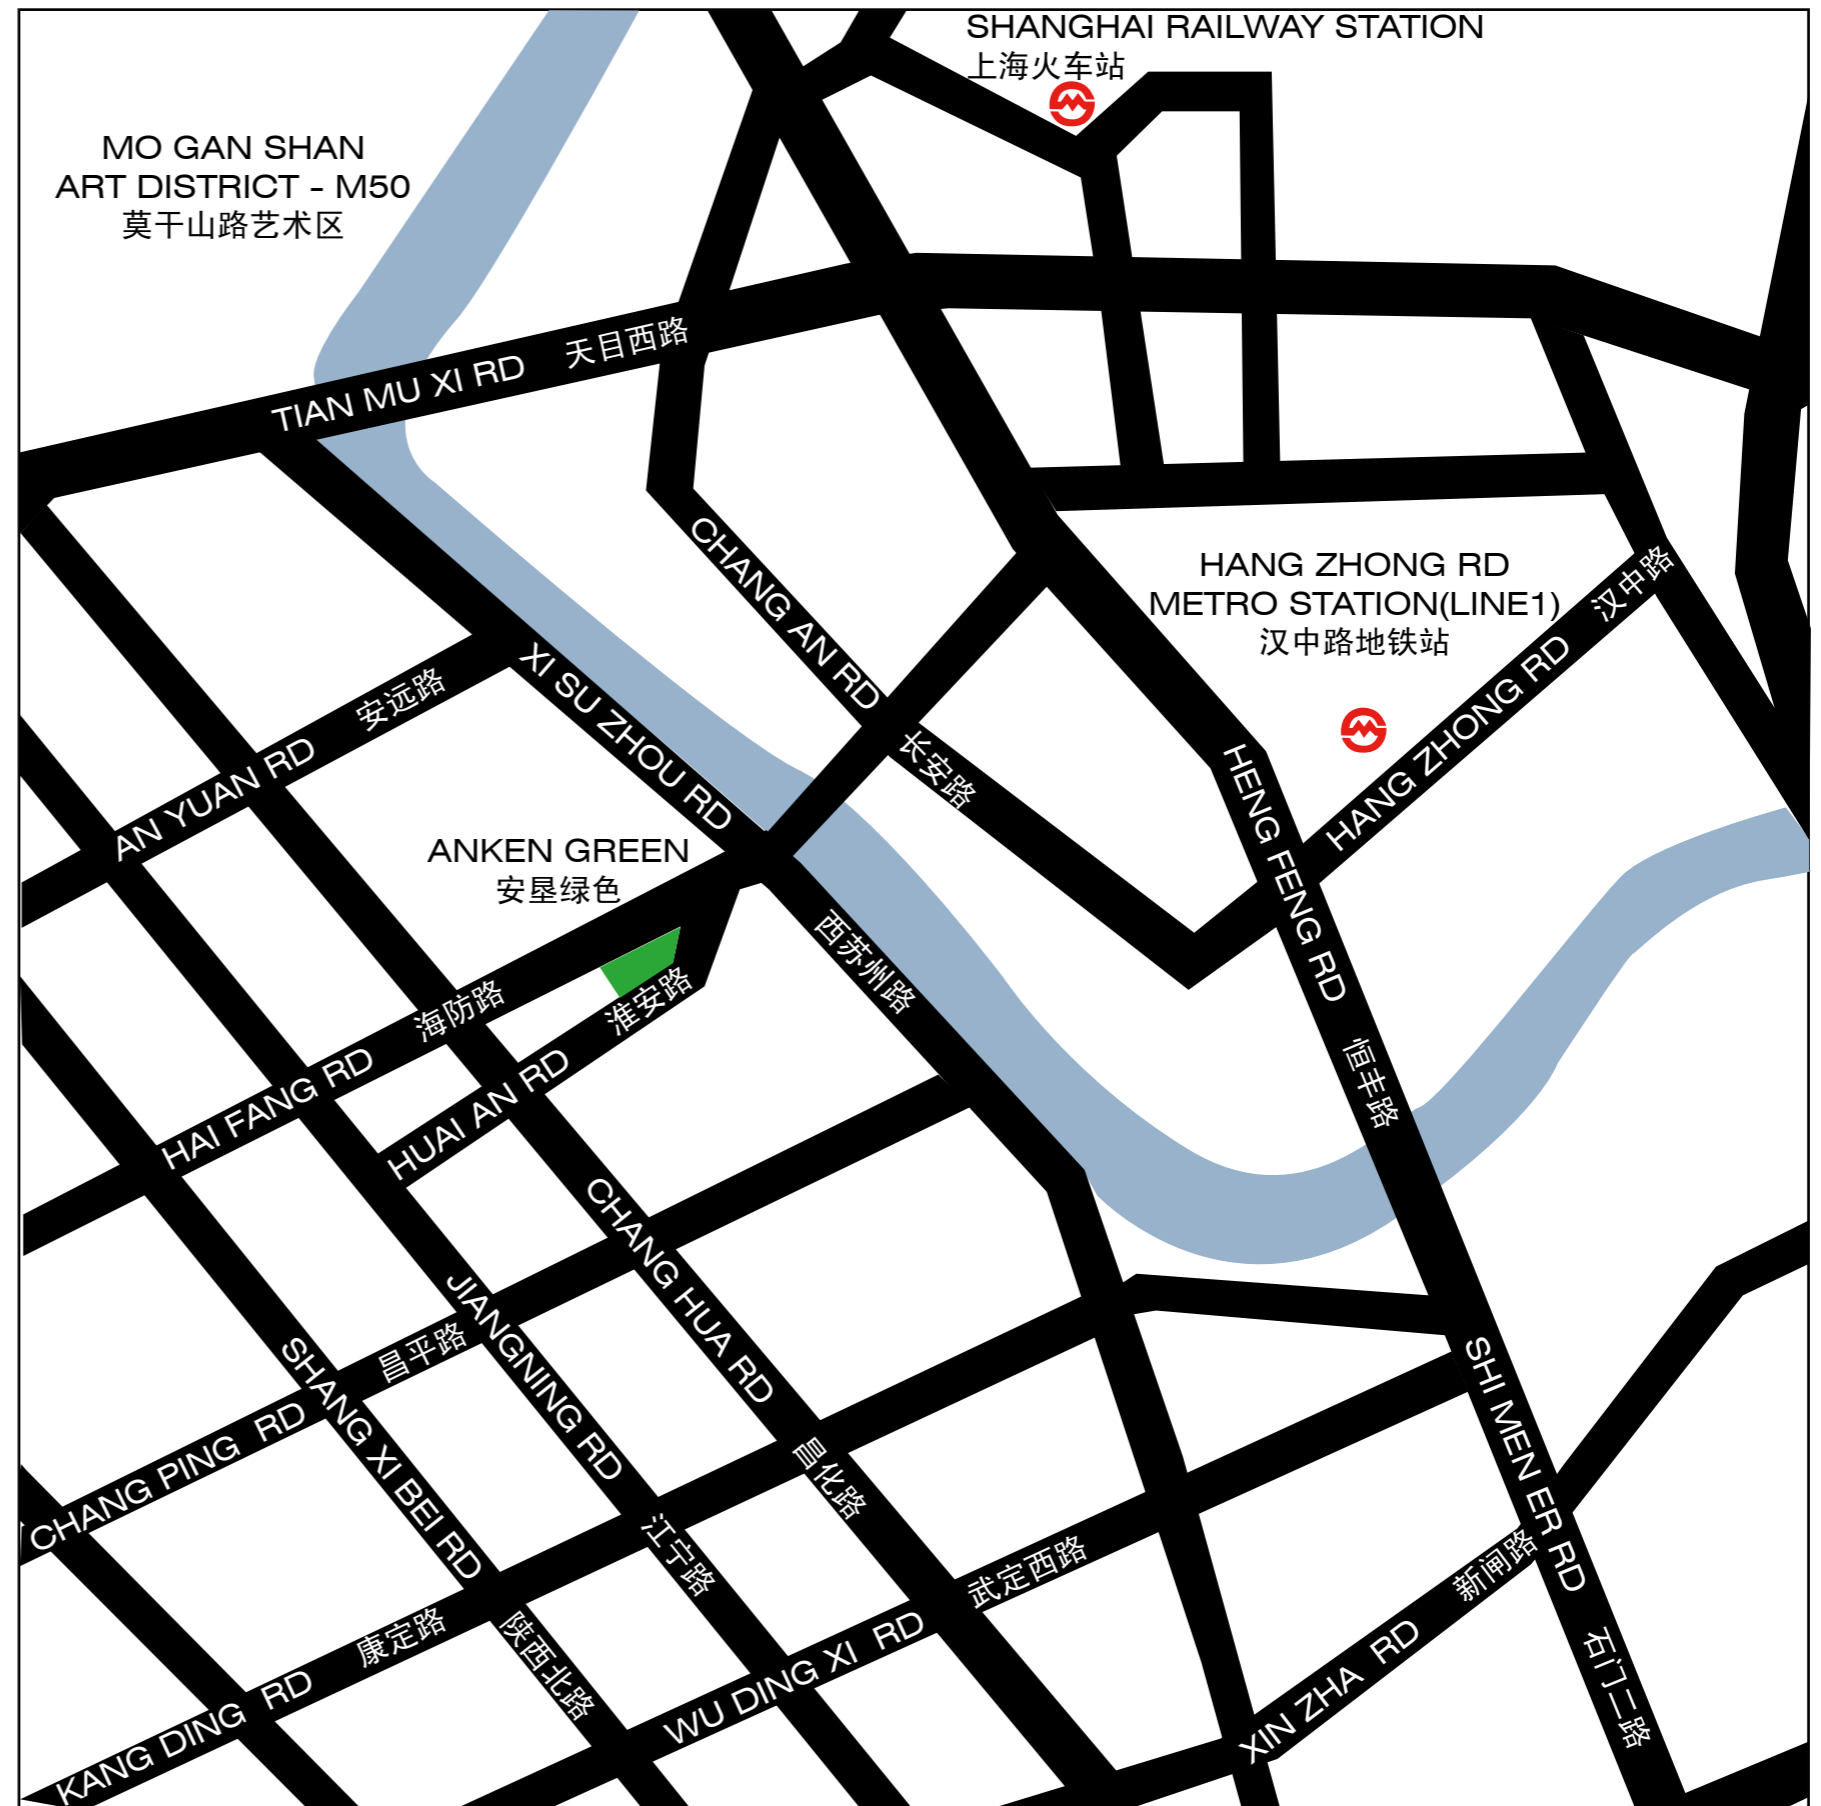 SHANGHAI RAILWAY STATION
上海火车站
MO GAN SHAN
ART DISTRICT - M50
莫干山路艺术区
TIAN MU XI RD 天目西路
CHANG AN RD 长安路
HANG ZHONG RD
METRO STATION(LINE1)
汉中路地铁站
HANG ZHONG RD 汉中路
XI SU ZHOU RD 西苏州路
AN YUAN RD 安远路
HENG FENG RD 恒丰路
ANKEN GREEN
安垦绿色
HAI FANG RD 海防路
HUAI AN RD 淮安路
CHANG HUA RD 昌化路
JIANGNING RD 江宁路
SHANG XI BEI RD 陕西北路
CHANG PING RD 昌平路
SHI MEN ER RD 石门二路
KANG DING RD 康定路
WU DING XI RD 武定西路
XIN ZHA RD 新闸路